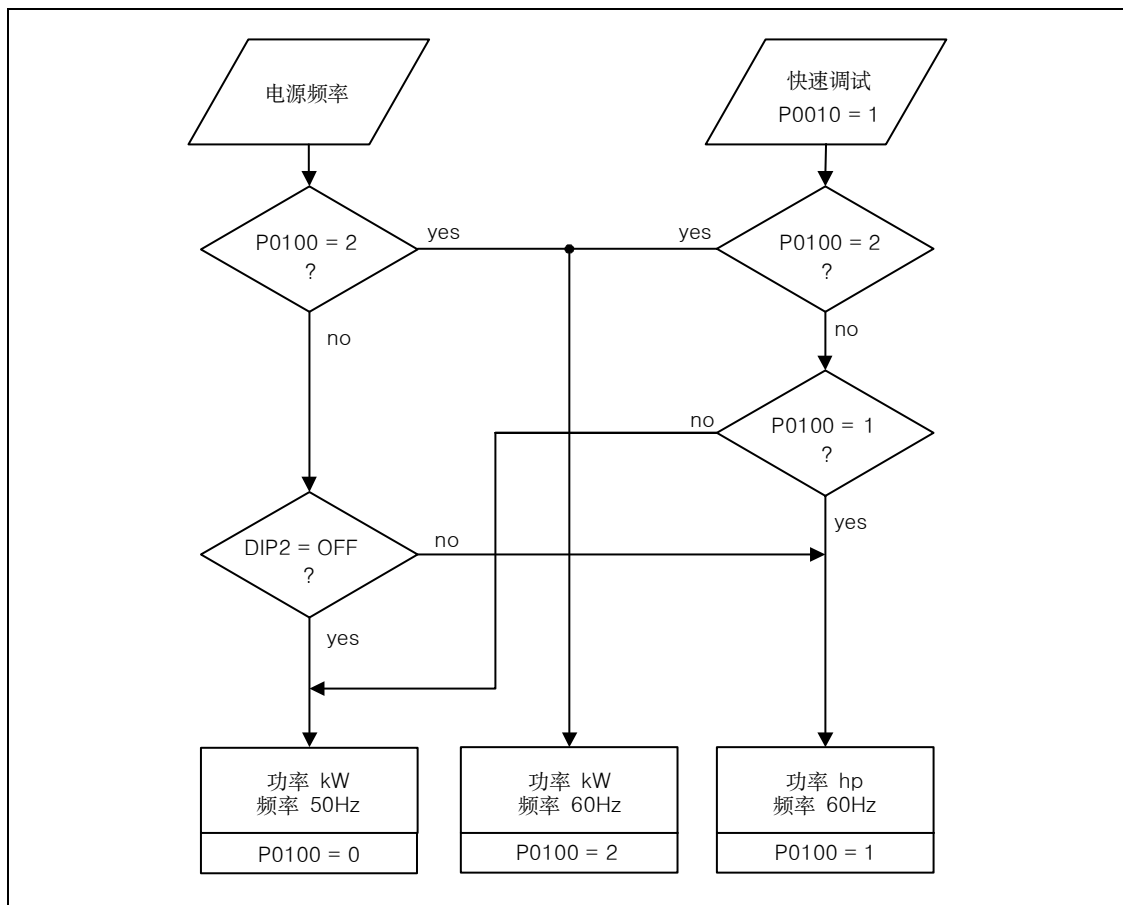 电源频率
快速调试
P0010 = 1
P0100 = 2
?
yes
yes
P0100 = 2
?
no
no
no
P0100 = 1
?
DIP2 = OFF
?
no
yes
yes
功率 kW
频率 50Hz
P0100 = 0
功率 kW
频率 60Hz
P0100 = 2
功率 hp
频率 60Hz
P0100 = 1